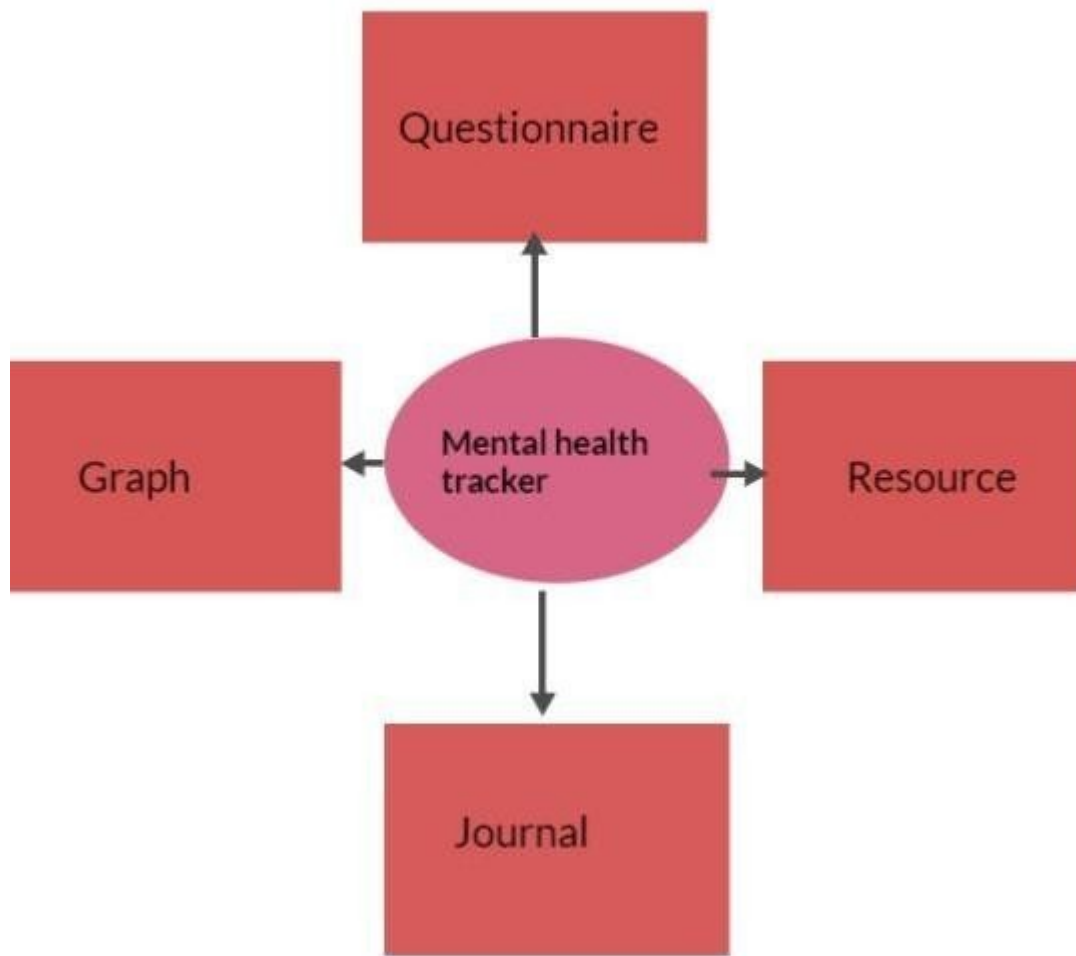 Questionnaire
Graph
Mental health
tracker
Resource
Journal